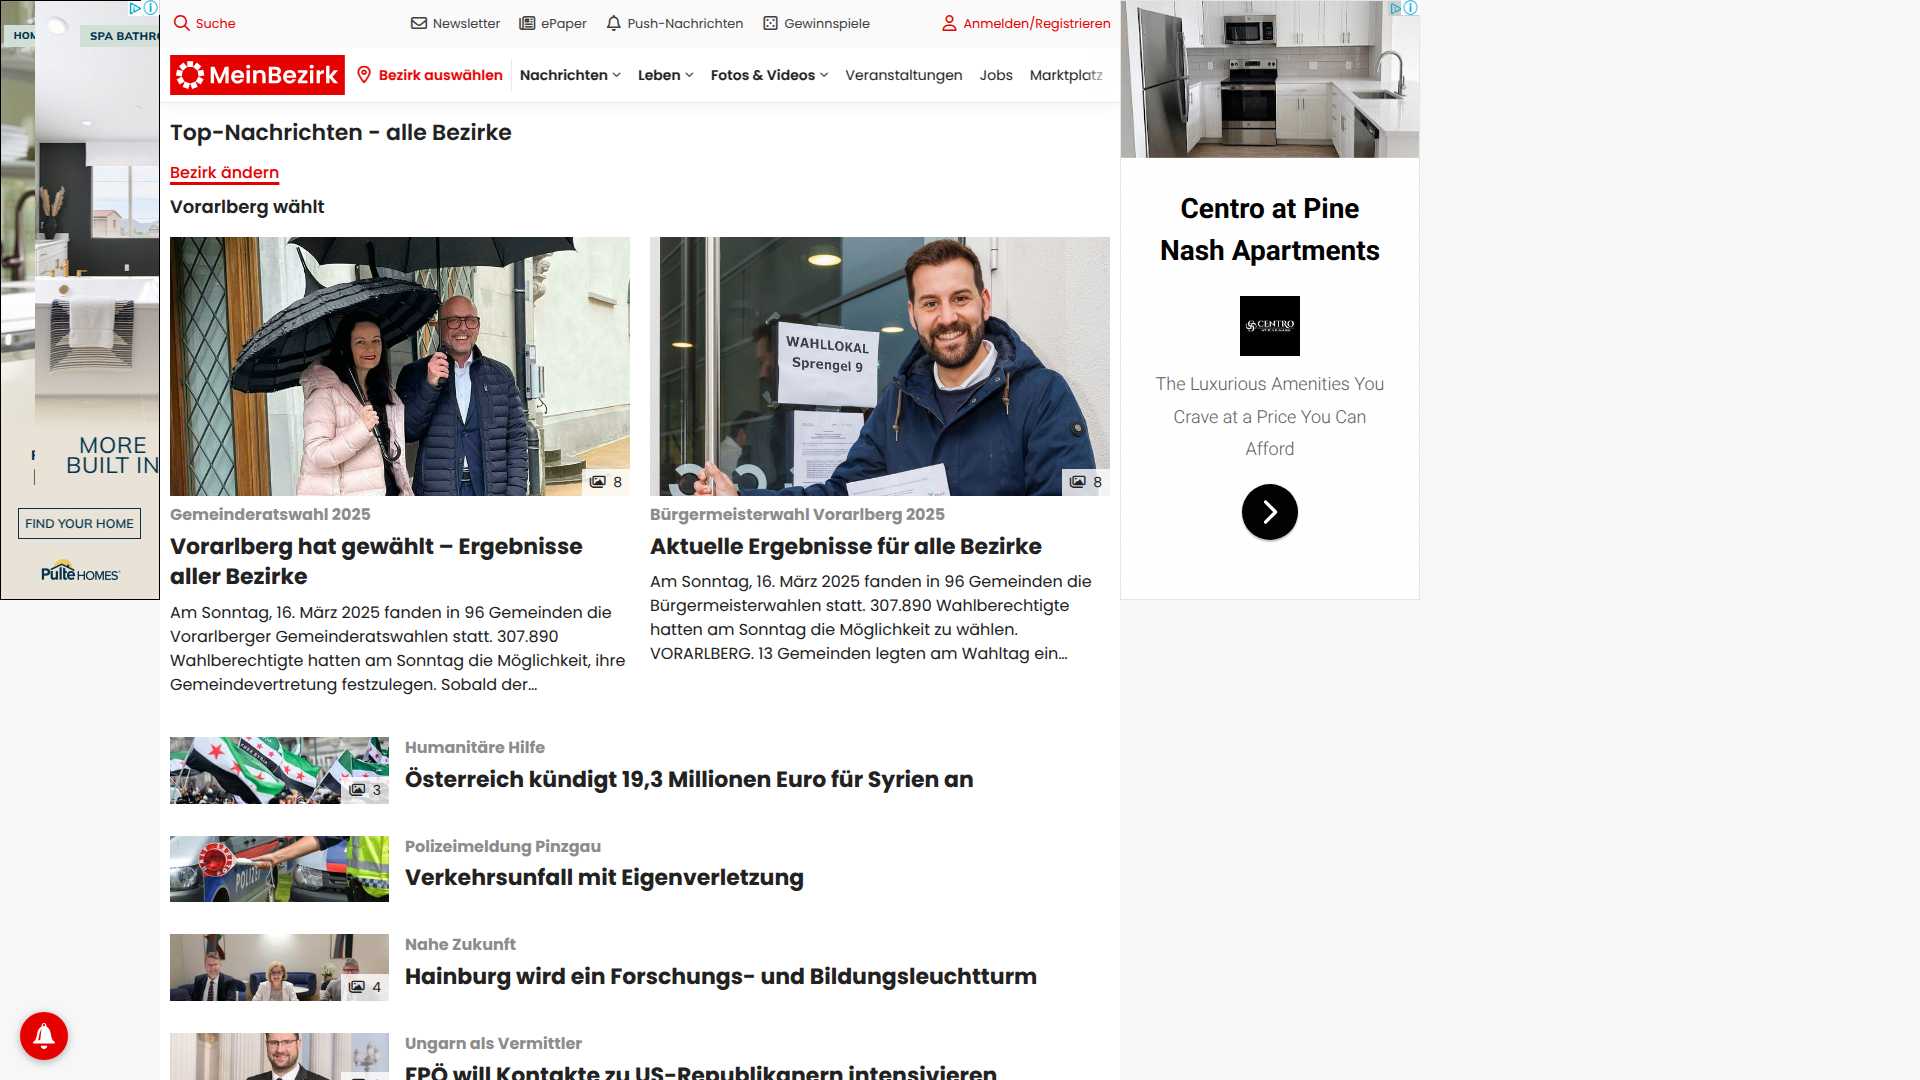 Suche
Newsletter
ePaper
Push-Nachrichten
Gewinnspiele
Anmelden/Registrieren
MeinBezirk
Bezirk auswählen
Nachrichten
Leben
Fotos & Videos
Veranstaltungen
Jobs
Marktplatz
Top-Nachrichten - alle Bezirke
Bezirk ändern
Vorarlberg wählt
WAHLLOKAL
Sprengel 9
8
8
Gemeinderatswahl 2025
Vorarlberg hat gewählt – Ergebnisse
aller Bezirke
Am Sonntag, 16. März 2025 fanden in 96 Gemeinden die
Vorarlberger Gemeinderatswahlen statt. 307.890
Wahlberechtigte hatten am Sonntag die Möglichkeit, ihre
Gemeindevertretung festzulegen. Sobald der...
Bürgermeisterwahl Vorarlberg 2025
Aktuelle Ergebnisse für alle Bezirke
Am Sonntag, 16. März 2025 fanden in 96 Gemeinden die
Bürgermeisterwahlen statt. 307.890 Wahlberechtigte
hatten am Sonntag die Möglichkeit zu wählen.
VORARLBERG. 13 Gemeinden legten am Wahltag ein...
3
Humanitäre Hilfe
Österreich kündigt 19,3 Millionen Euro für Syrien an
POLIZEI
Polizeimeldung Pinzgau
Verkehrsunfall mit Eigenverletzung
4
Nahe Zukunft
Hainburg wird ein Forschungs- und Bildungsleuchtturm
Ungarn als Vermittler
FPÖ will Kontakte zu US-Republikanern intensivieren
SPA BATHRO
MORE
BUILT IN
FIND YOUR HOME
Pulte HOMES
Centro at Pine
Nash Apartments
CENTRO
The Luxurious Amenities You
Crave at a Price You Can
Afford